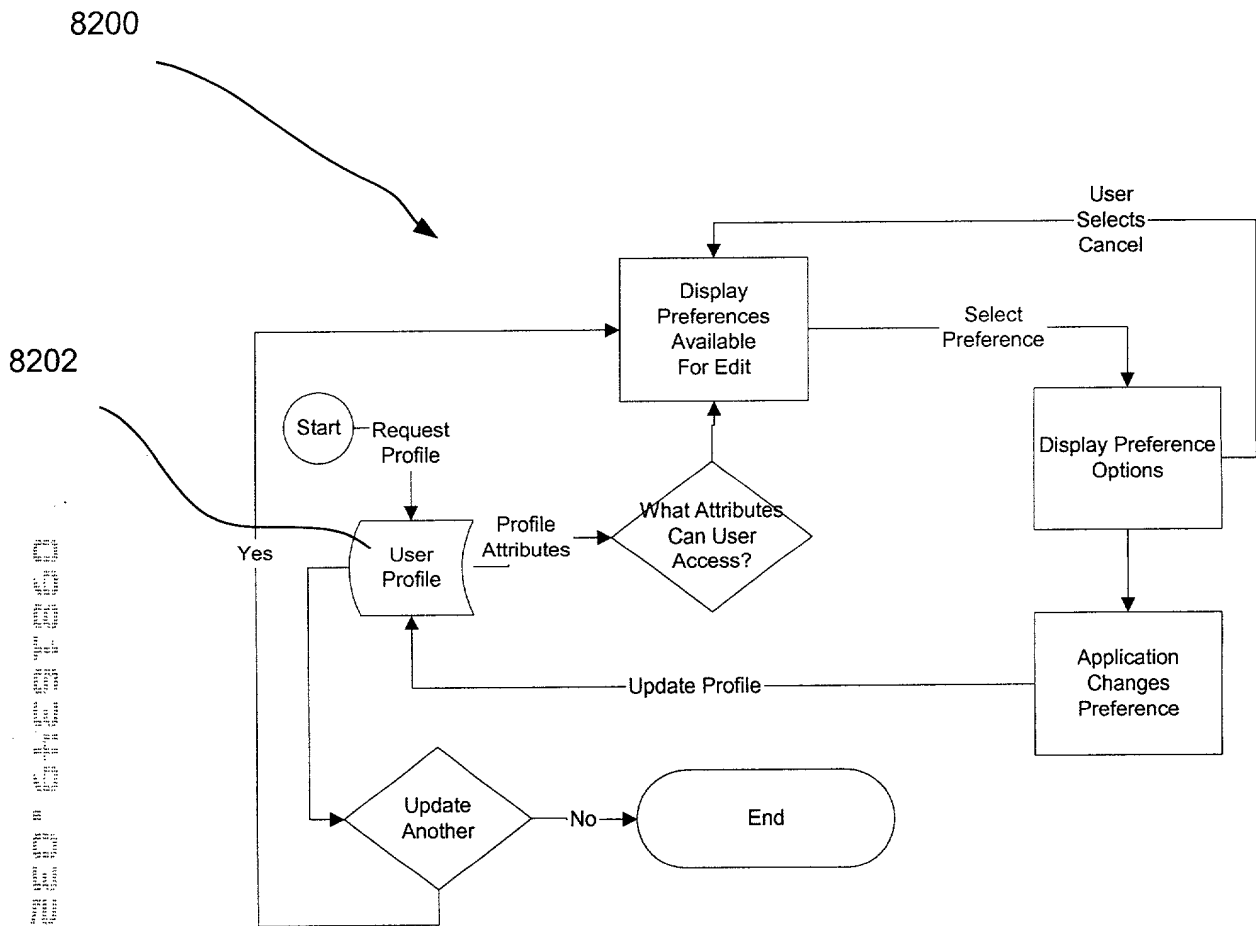 8200
User
Selects
Cancel
Display
Preferences
Available
For Edit
Select
Preference
8202
Start
Request
Profile
Display Preference
Options
What Attributes
Can User
Access?
Profile
Attributes
User
Profile
Yes
Application
Changes
Preference
Update Profile
Update
Another
No
End